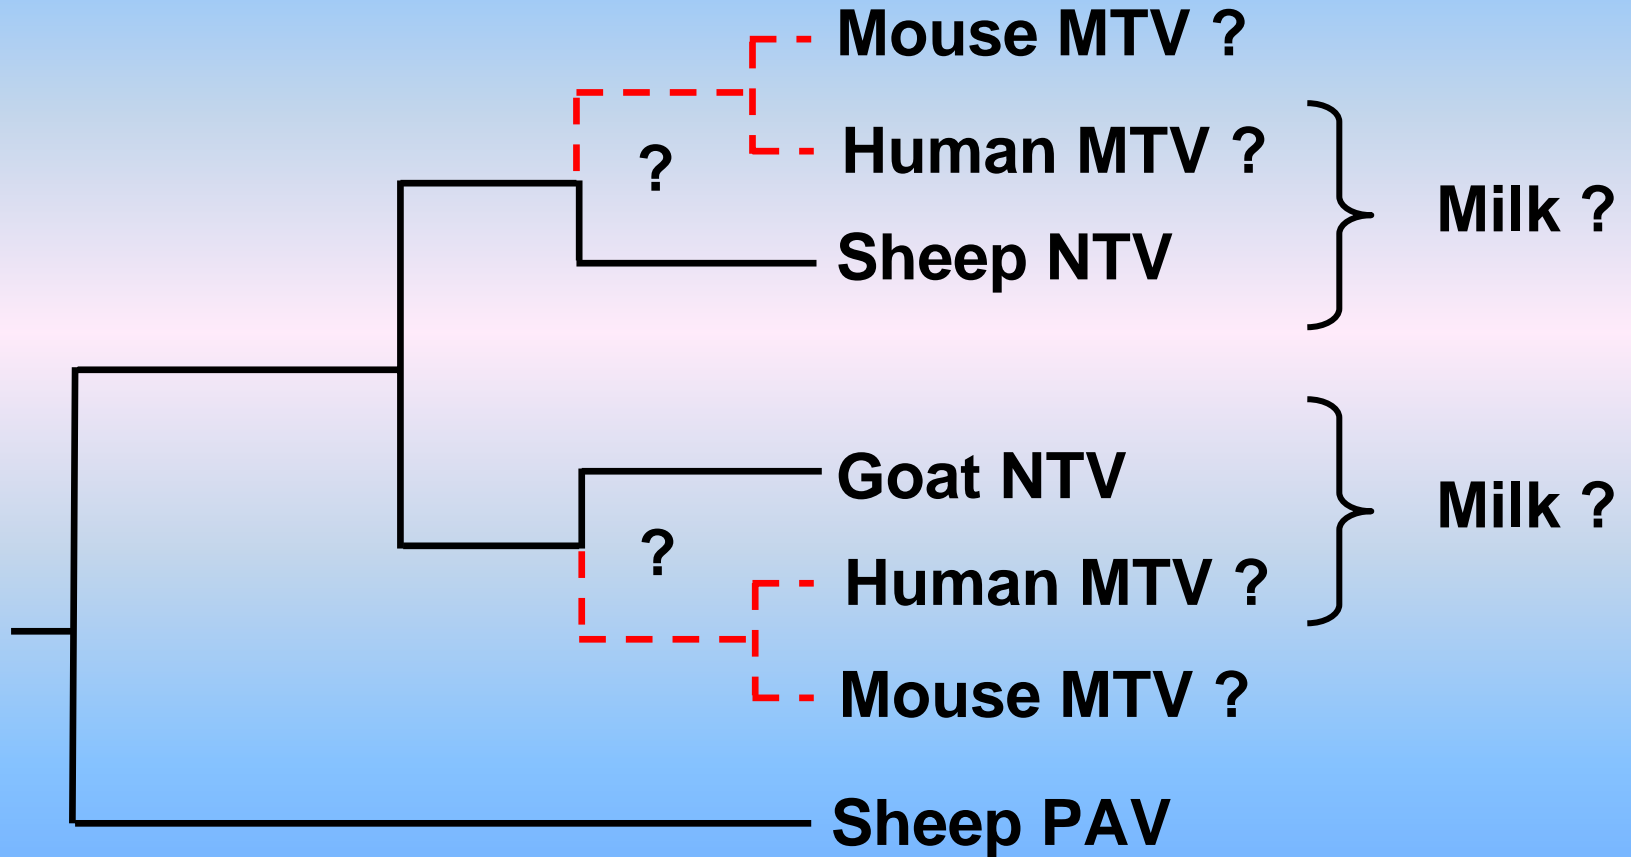 Mouse MTV ?
Human MTV ?
?
Milk ?
Sheep NTV
Goat NTV
Milk ?
?
Human MTV ?
Mouse MTV ?
Sheep PAV